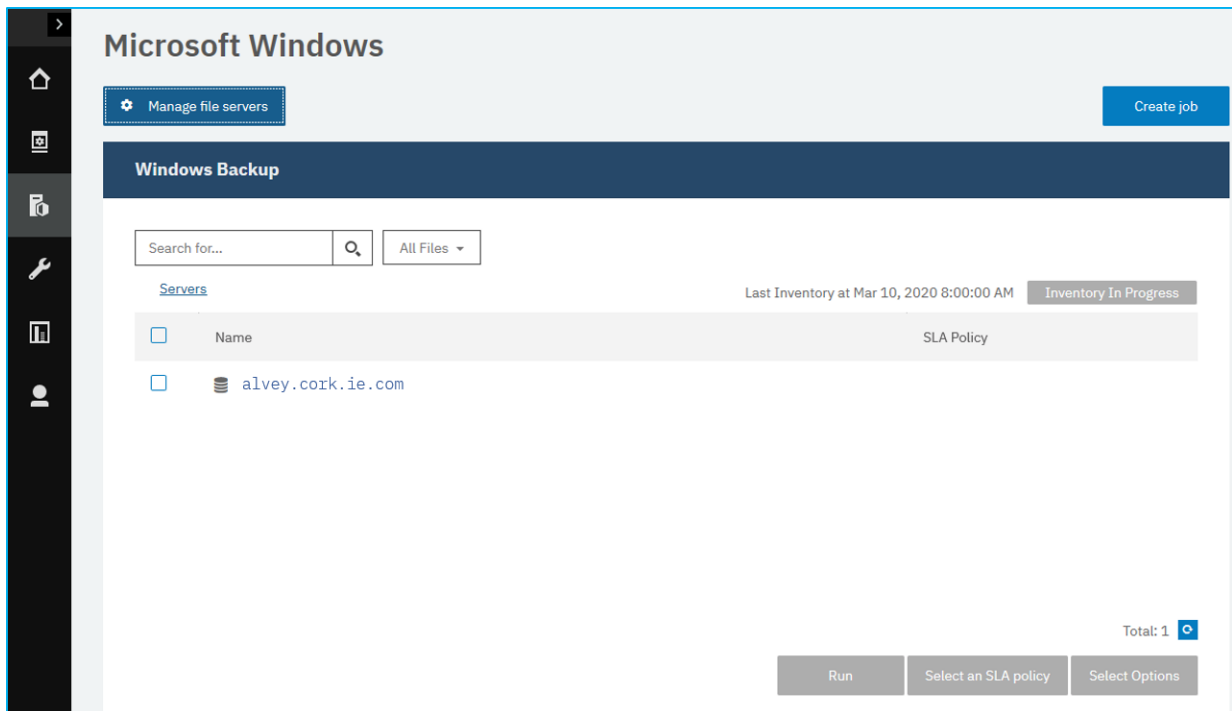 Microsoft Windows
Manage file servers
Create job
Windows Backup
Search for...
All Files
Servers
Last Inventory at Mar 10, 2020 8:00:00 AM
Inventory In Progress
Name
SLA Policy
alvey.cork.ie.com
Total: 1
Run
Select an SLA policy
Select Options